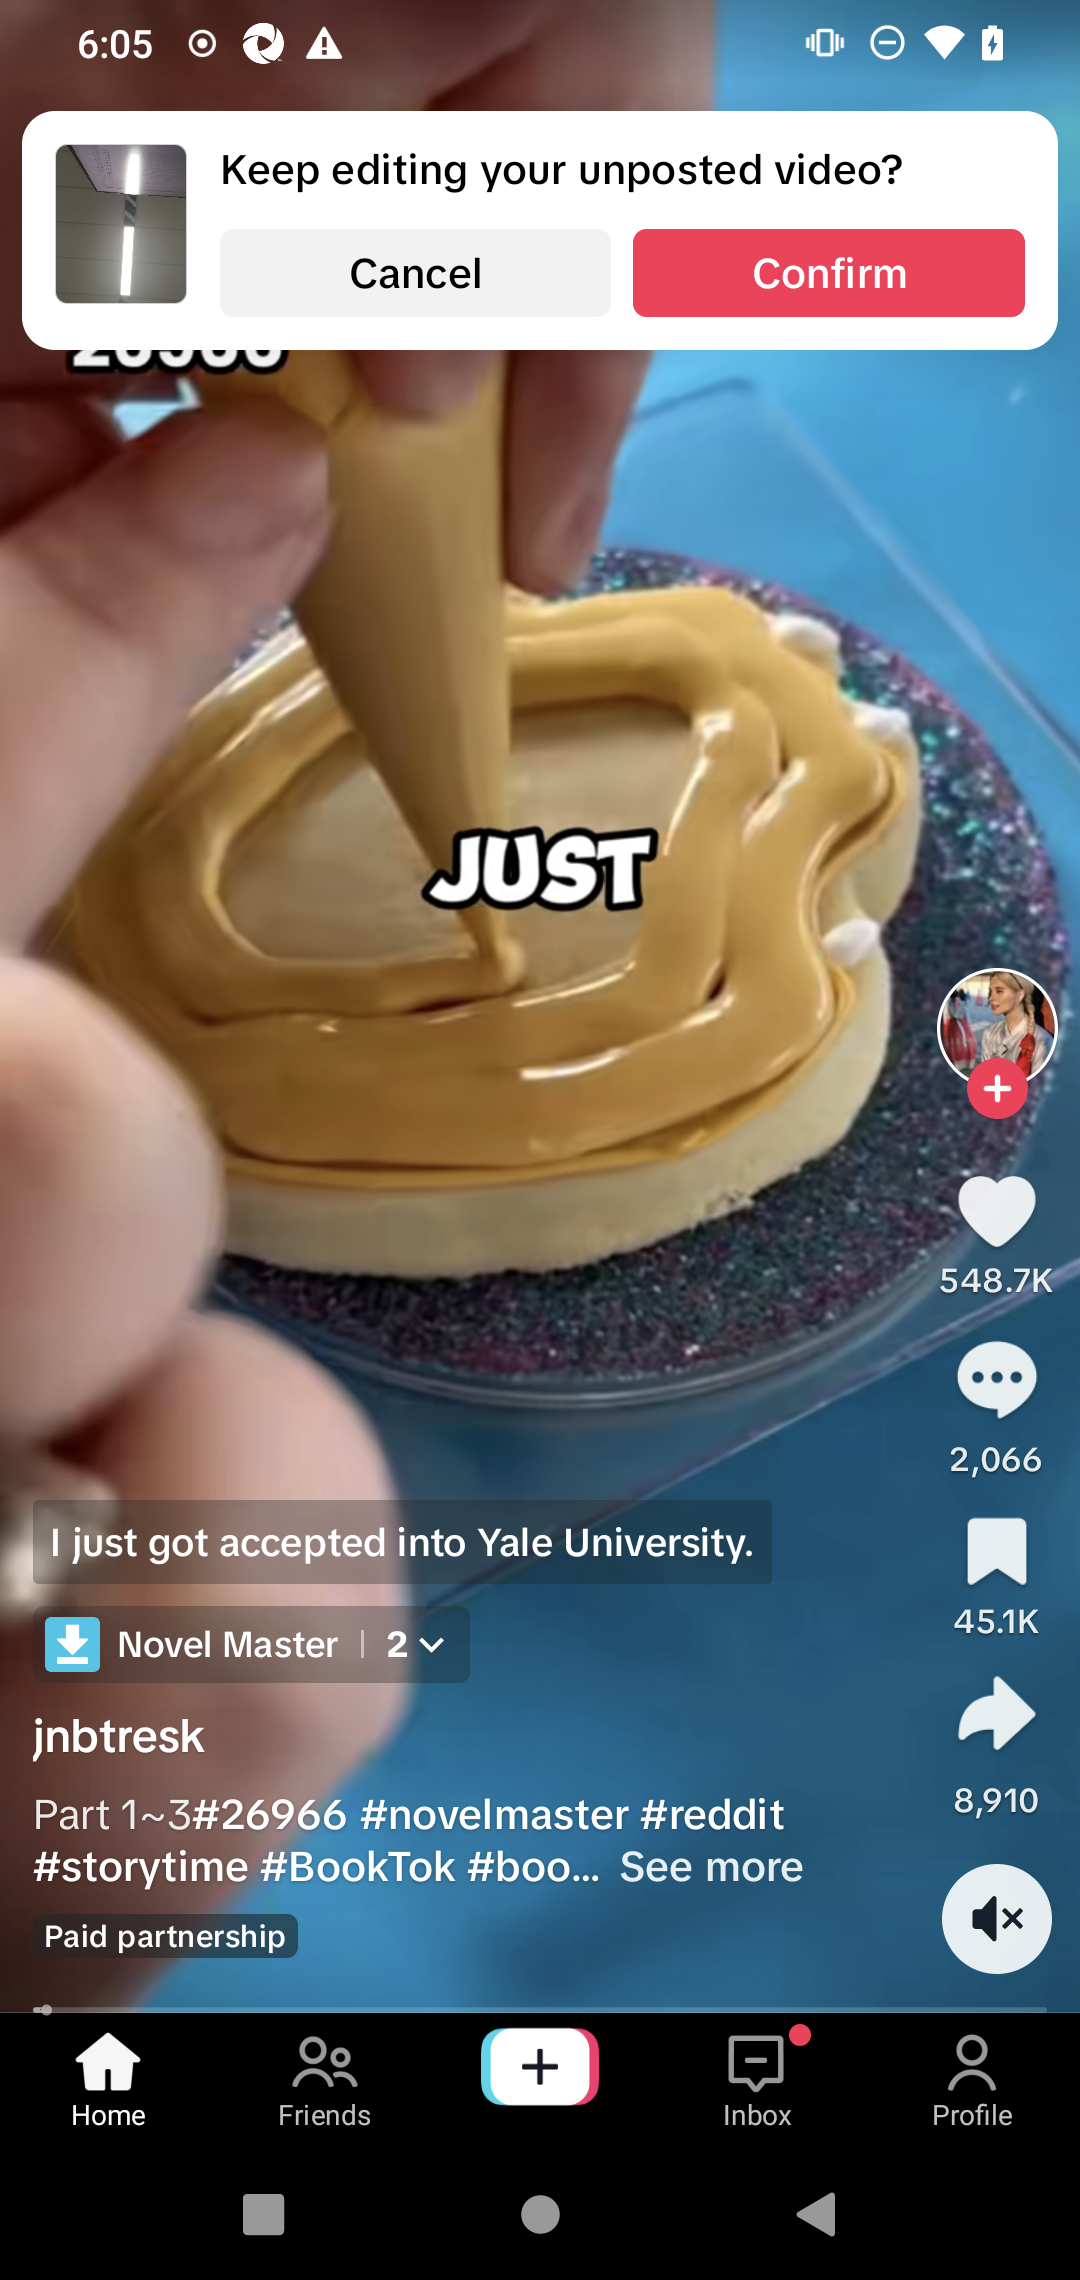 6:05
Keep editing your unposted video?
Cancel
Confirm
JUST
548.7K
2,066
45.1K
8,910
I just got accepted into Yale University.
Novel Master | 2
jnbtresk
Part 1~3#26966 #novelmaster #reddit
#storytime #BookTok #boo... See more
Paid partnership
Home
Friends
Inbox
Profile